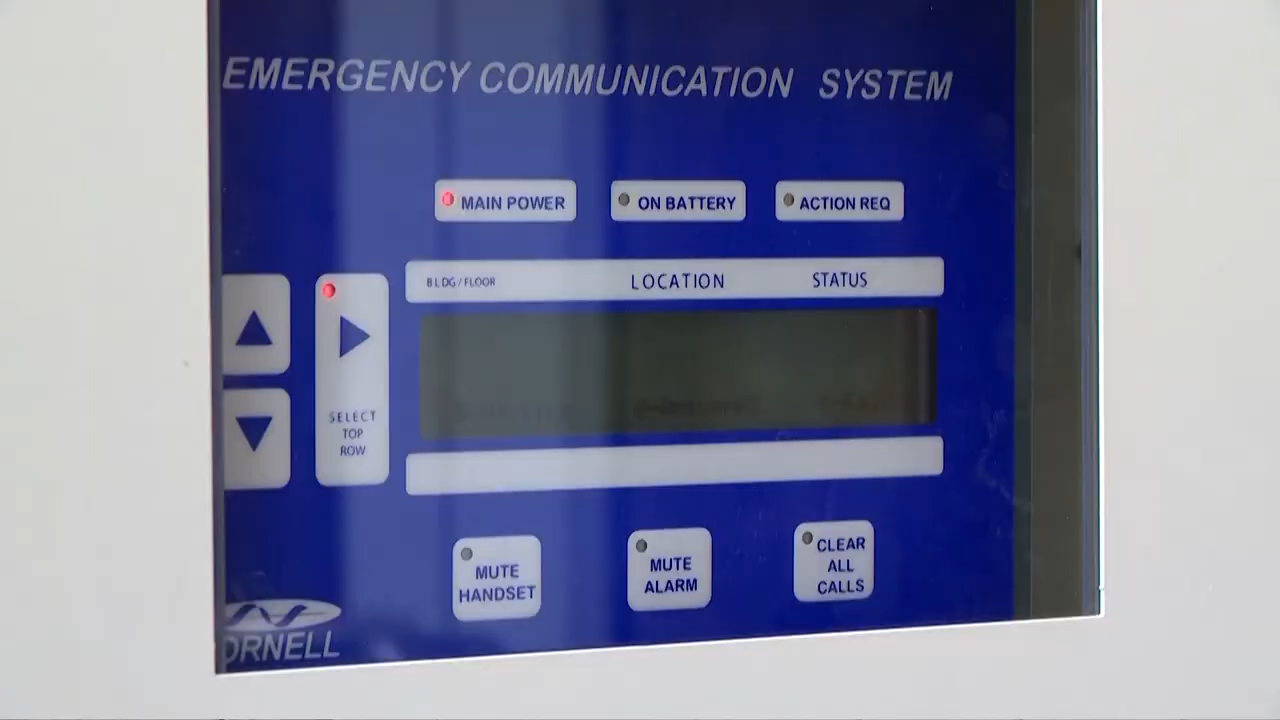 EMERGENCY COMMUNICATION SYSTEM
MAIN POWER
ON BATTERY
ACTION REQ
BLDG/FLOOR
LOCATION
STATUS
SELECT
TOP
ROW
MUTE
HANDSET
MUTE
ALARM
CLEAR
ALL
CALLS
ORNELL